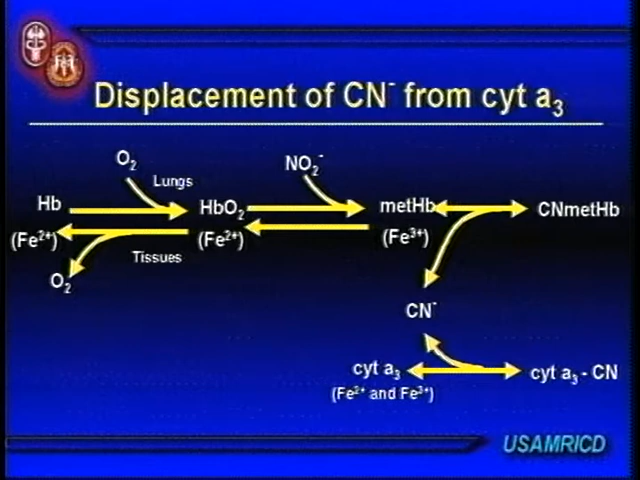 Displacement of CN⁻ from cyt a₃
O₂
Lungs
NO₂⁻
Hb
HbO₂
metHb
CNmetHb
(Fe²⁺)
(Fe²⁺)
(Fe³⁺)
Tissues
O₂
CN⁻
cyt a₃
cyt a₃ - CN
(Fe²⁺ and Fe³⁺)
USAMRICD